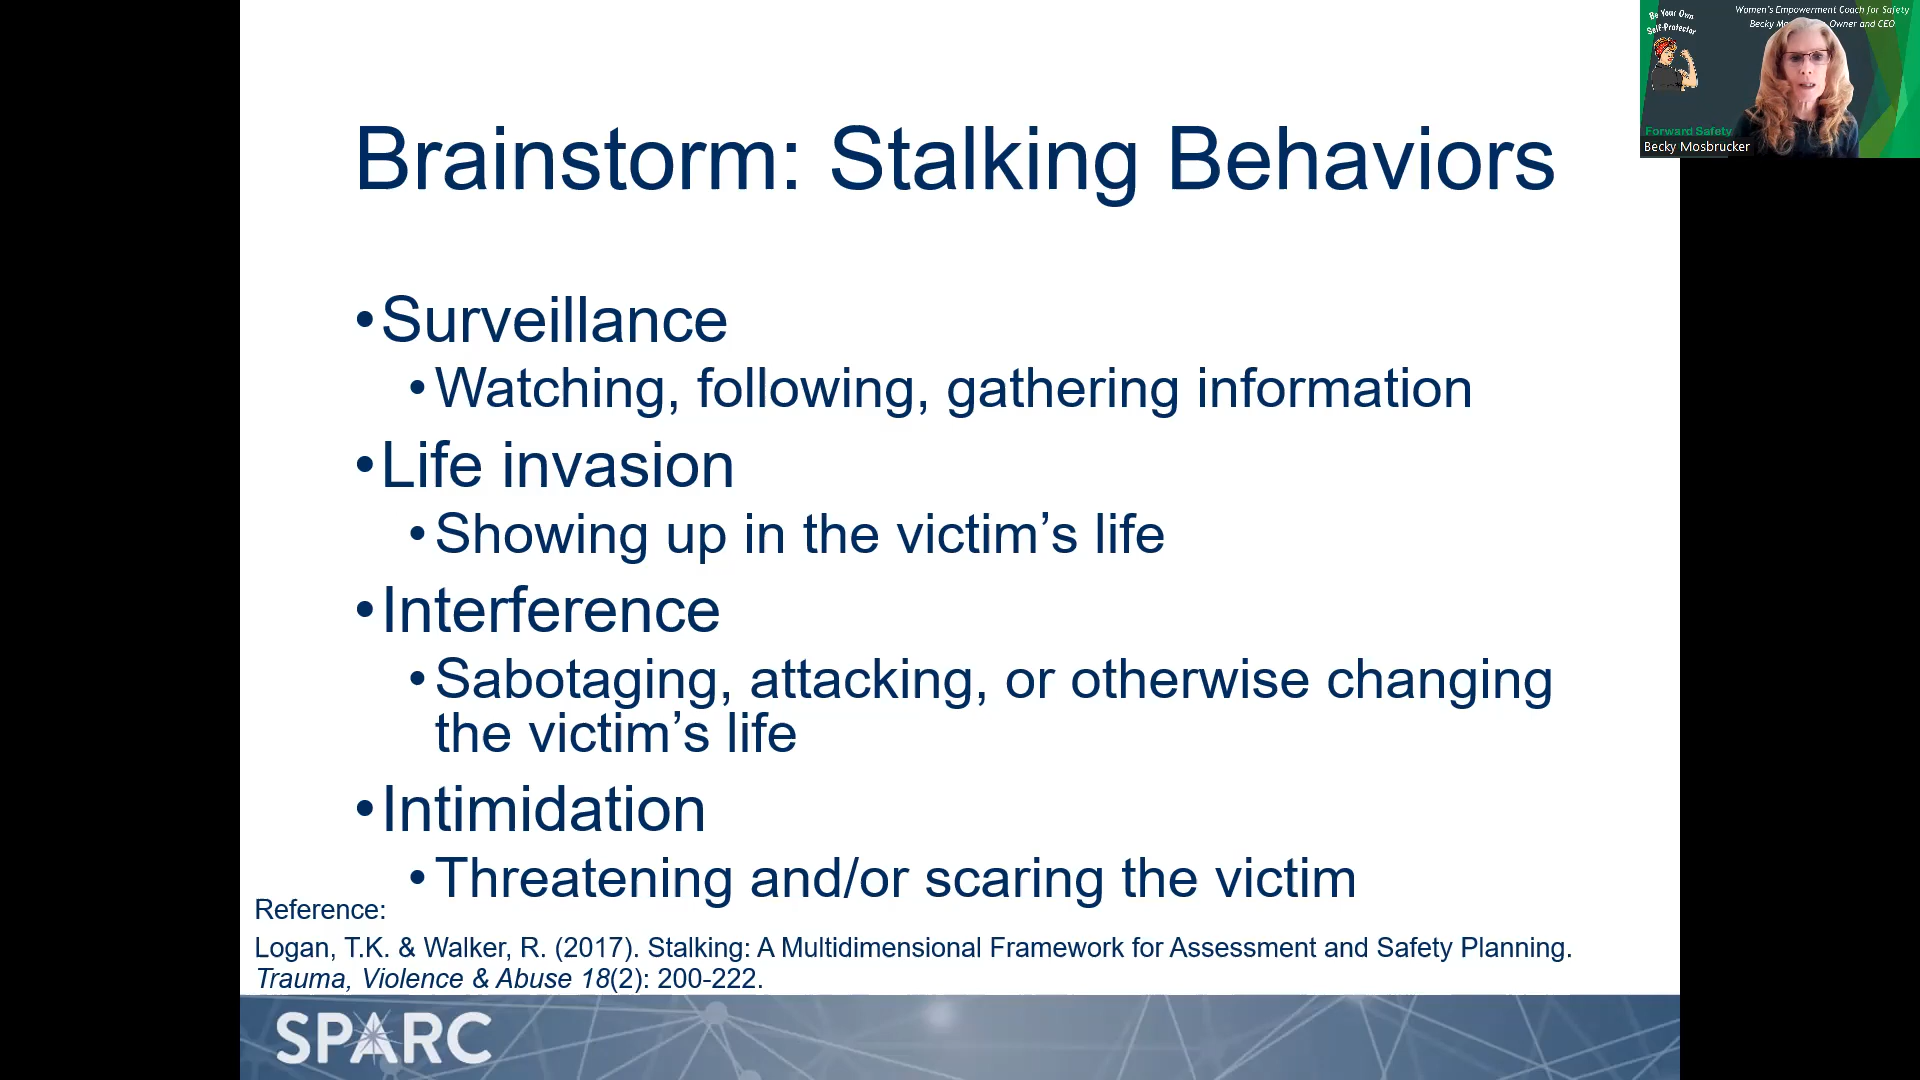 Brainstorm: Stalking Behaviors
•Surveillance
•Watching, following, gathering information
•Life invasion
•Showing up in the victim’s life
•Interference
•Sabotaging, attacking, or otherwise changing
the victim’s life
•Intimidation
•Threatening and/or scaring the victim
Reference:
Logan, T.K. & Walker, R. (2017). Stalking: A Multidimensional Framework for Assessment and Safety Planning.
Trauma, Violence & Abuse 18(2): 200-222.
SPARC
Be Your Own
Self-Protector
Women's Empowerment Coach for Safety
Becky Owner and CEO
Forward Safety
Becky Mosbrucker